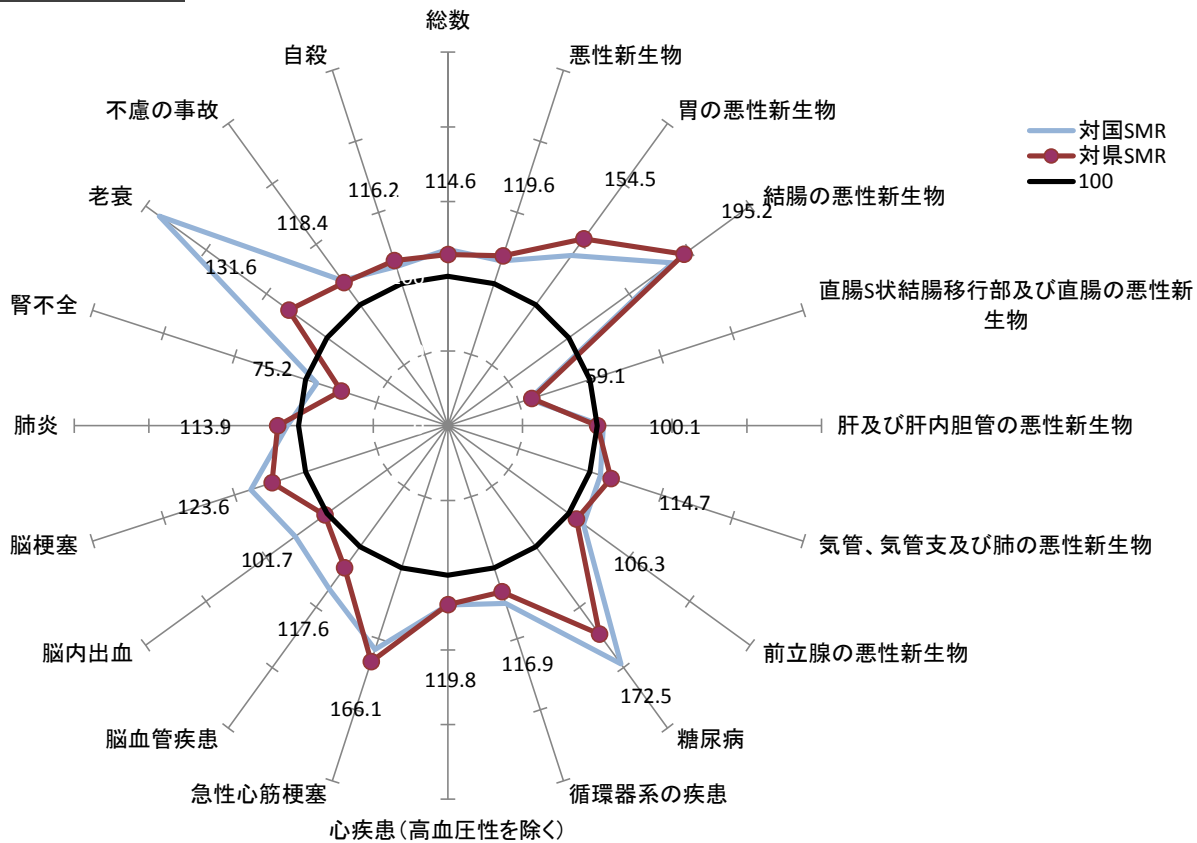 総数
自殺
悪性新生物
不慮の事故
胃の悪性新生物
対国SMR
対県SMR
100
老衰
結腸の悪性新生物
116.2
114.6
119.6
154.5
195.2
118.4
131.6
直腸S状結腸移行部及び直腸の悪性新
生物
腎不全
75.2
59.1
肺炎
113.9
100.1
肝及び肝内胆管の悪性新生物
脳梗塞
123.6
114.7
気管、気管支及び肺の悪性新生物
101.7
106.3
脳内出血
前立腺の悪性新生物
117.6
119.8
116.9
172.5
166.1
脳血管疾患
糖尿病
急性心筋梗塞
循環器系の疾患
心疾患(高血圧性を除く)